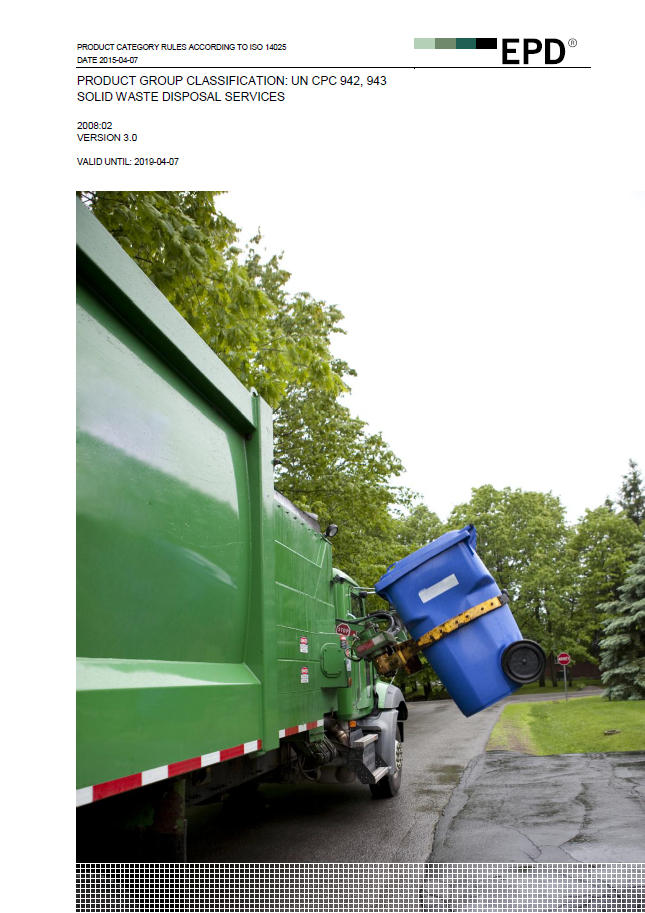 PRODUCT CATEGORY RULES ACCORDING TO ISO 14025
DATE 2015-04-07
EPD®
PRODUCT GROUP CLASSIFICATION: UN CPC 942, 943
SOLID WASTE DISPOSAL SERVICES
2008:02
VERSION 3.0
VALID UNTIL: 2019-04-07
STOP